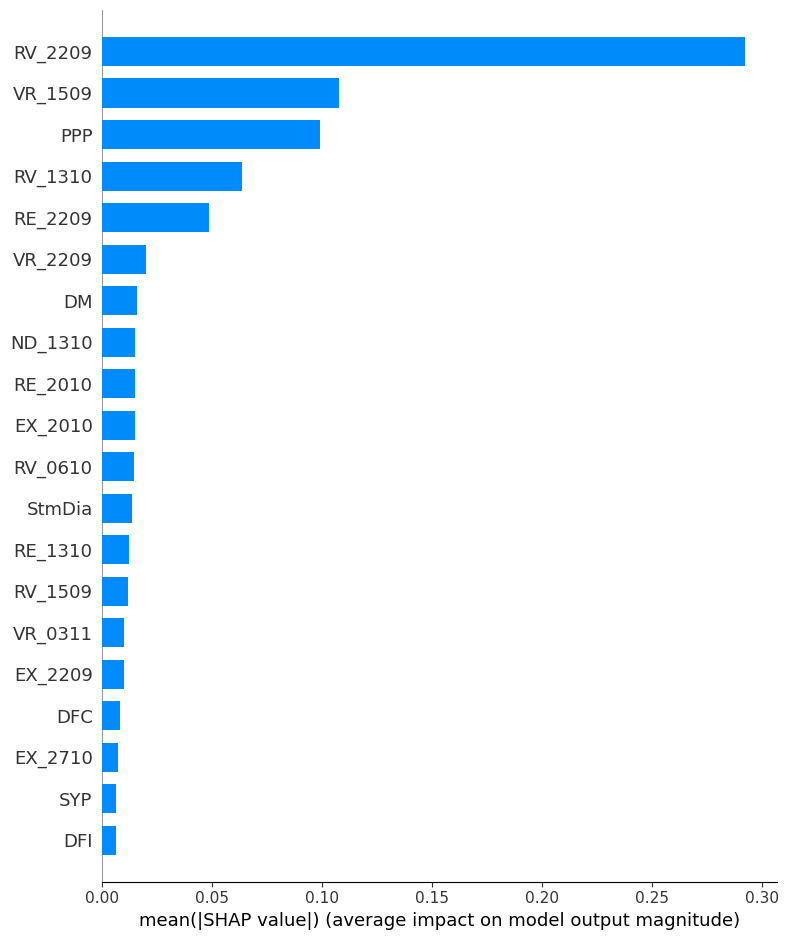 RV_2209
VR_1509
PPP
RV_1310
RE_2209
VR_2209
DM
ND_1310
RE_2010
EX_2010
RV_0610
StmDia
RE_1310
RV_1509
VR_0311
EX_2209
DFC
EX_2710
SYP
DFI
0.00 0.05 0.10 0.15 0.20 0.25 0.30
mean(|SHAP value|) (average impact on model output magnitude)